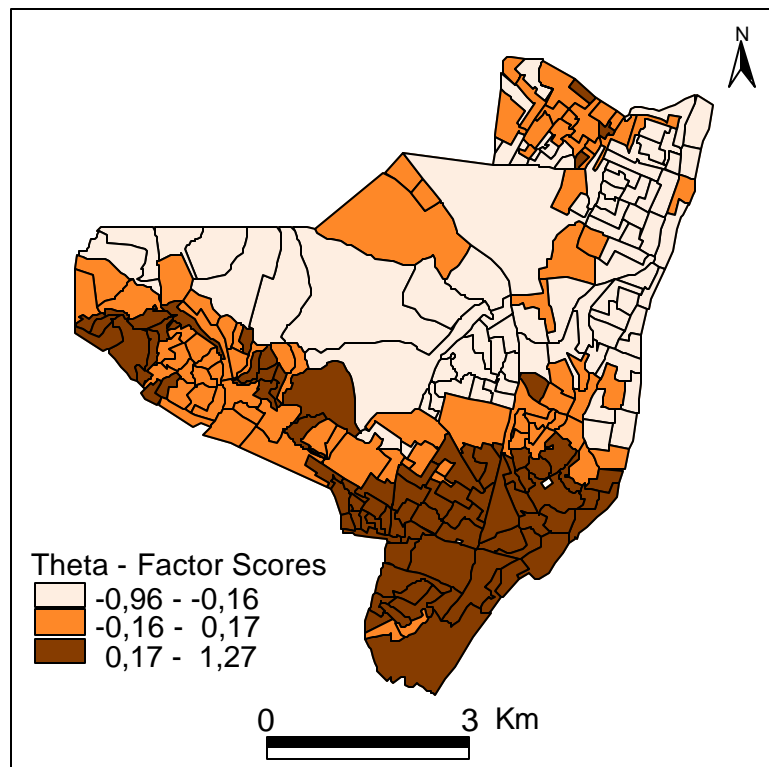 N
Theta - Factor Scores
-0,96 - -0,16
-0,16 - 0,17
0,17 - 1,27
0 3 Km